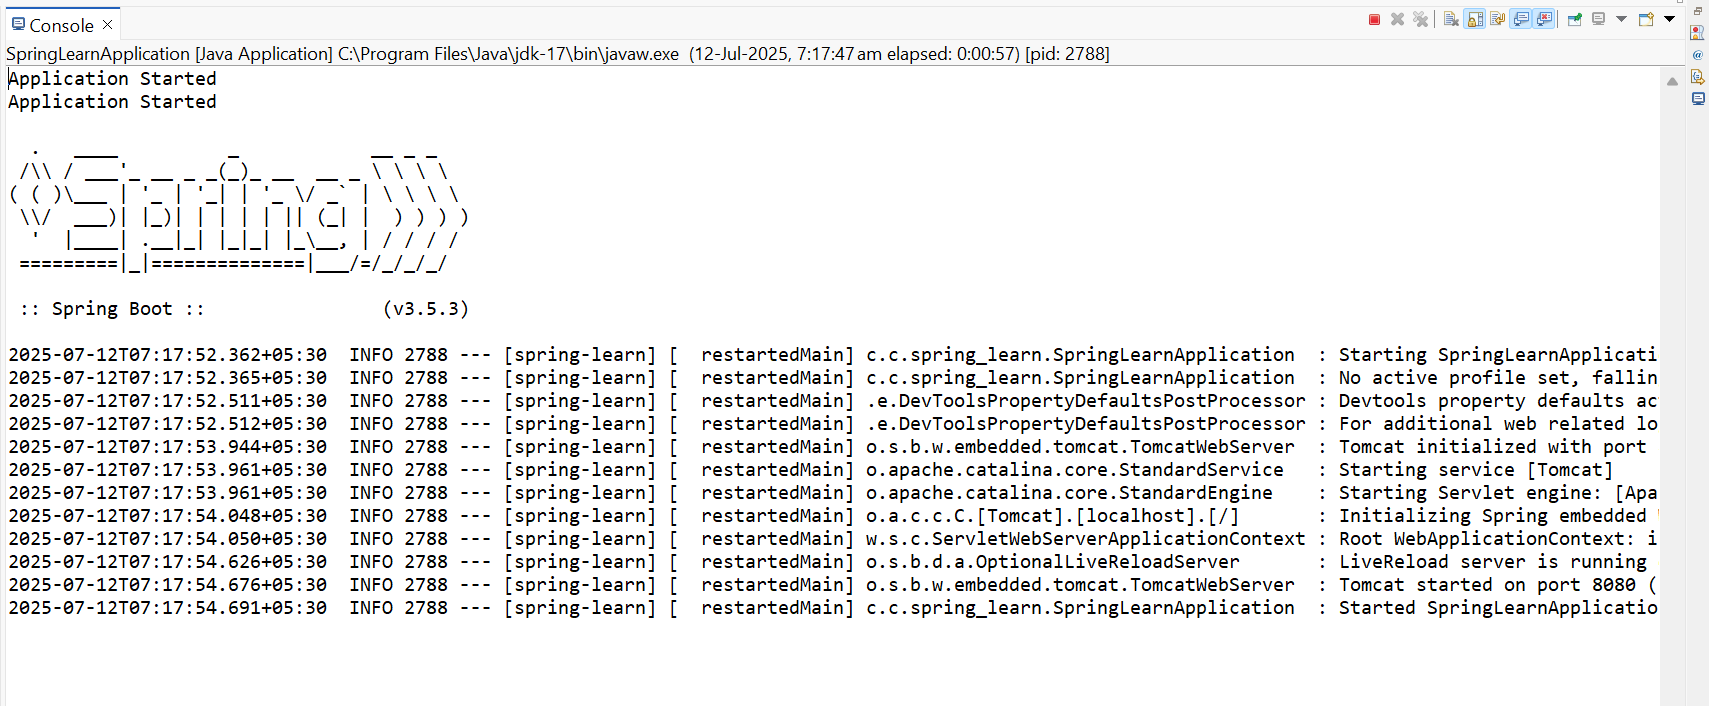 Console
SpringLearnApplication [Java Application] C:\Program Files\Java\jdk-17\bin\javaw.exe (12-Jul-2025, 7:17:47 am elapsed: 0:00:57) [pid: 2788]
Application Started
Application Started
  .   ____          _            __ _ _
 /\\ / ___'_ __ _ _(_)_ __  __ _ \ \ \ \
( ( )\___ | '_ | '_| | '_ \/ _` | \ \ \ \
 \\/  ___)| |_)| | | | | || (_| |  ) ) ) )
  '  |____| .__|_| |_|_| |_\__, | / / / /
 =========|_|==============|___/=/_/_/_/
 :: Spring Boot ::                (v3.5.3)
2025-07-12T07:17:52.362+05:30  INFO 2788 --- [spring-learn] [  restartedMain] c.c.spring_learn.SpringLearnApplication  : Starting SpringLearnApplicati
2025-07-12T07:17:52.365+05:30  INFO 2788 --- [spring-learn] [  restartedMain] c.c.spring_learn.SpringLearnApplication  : No active profile set, fallin
2025-07-12T07:17:52.511+05:30  INFO 2788 --- [spring-learn] [  restartedMain] .e.DevToolsPropertyDefaultsPostProcessor : Devtools property defaults ac
2025-07-12T07:17:52.512+05:30  INFO 2788 --- [spring-learn] [  restartedMain] .e.DevToolsPropertyDefaultsPostProcessor : For additional web related lo
2025-07-12T07:17:53.944+05:30  INFO 2788 --- [spring-learn] [  restartedMain] o.s.b.w.embedded.tomcat.TomcatWebServer  : Tomcat initialized with port
2025-07-12T07:17:53.961+05:30  INFO 2788 --- [spring-learn] [  restartedMain] o.apache.catalina.core.StandardService   : Starting service [Tomcat]
2025-07-12T07:17:53.961+05:30  INFO 2788 --- [spring-learn] [  restartedMain] o.apache.catalina.core.StandardEngine    : Starting Servlet engine: [Apa
2025-07-12T07:17:54.048+05:30  INFO 2788 --- [spring-learn] [  restartedMain] o.a.c.c.C.[Tomcat].[localhost].[/]       : Initializing Spring embedded
2025-07-12T07:17:54.050+05:30  INFO 2788 --- [spring-learn] [  restartedMain] w.s.c.ServletWebServerApplicationContext : Root WebApplicationContext: i
2025-07-12T07:17:54.626+05:30  INFO 2788 --- [spring-learn] [  restartedMain] o.s.b.d.a.OptionalLiveReloadServer       : LiveReload server is running
2025-07-12T07:17:54.676+05:30  INFO 2788 --- [spring-learn] [  restartedMain] o.s.b.w.embedded.tomcat.TomcatWebServer  : Tomcat started on port 8080 (
2025-07-12T07:17:54.691+05:30  INFO 2788 --- [spring-learn] [  restartedMain] c.c.spring_learn.SpringLearnApplication  : Started SpringLearnApplicatio